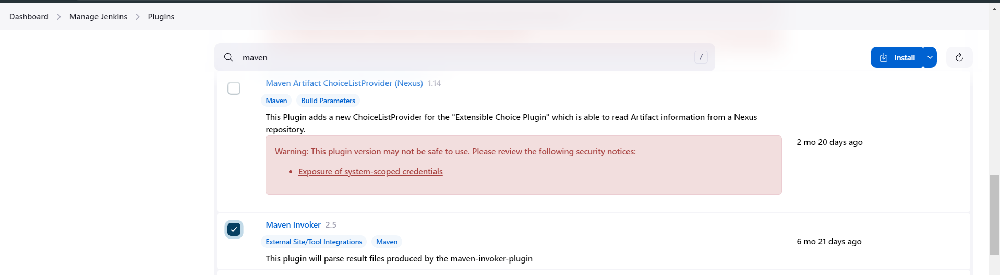 Dashboard > Manage Jenkins > Plugins
maven
/
Install
Maven Artifact ChoiceListProvider (Nexus) 1.14
Maven Build Parameters
This Plugin adds a new ChoiceListProvider for the "Extensible Choice Plugin" which is able to read Artifact information from a Nexus
repository.
Warning: This plugin version may not be safe to use. Please review the following security notices:
• Exposure of system-scoped credentials
2 mo 20 days ago
Maven Invoker 2.5
External Site/Tool Integrations Maven
This plugin will parse result files produced by the maven-invoker-plugin
6 mo 21 days ago